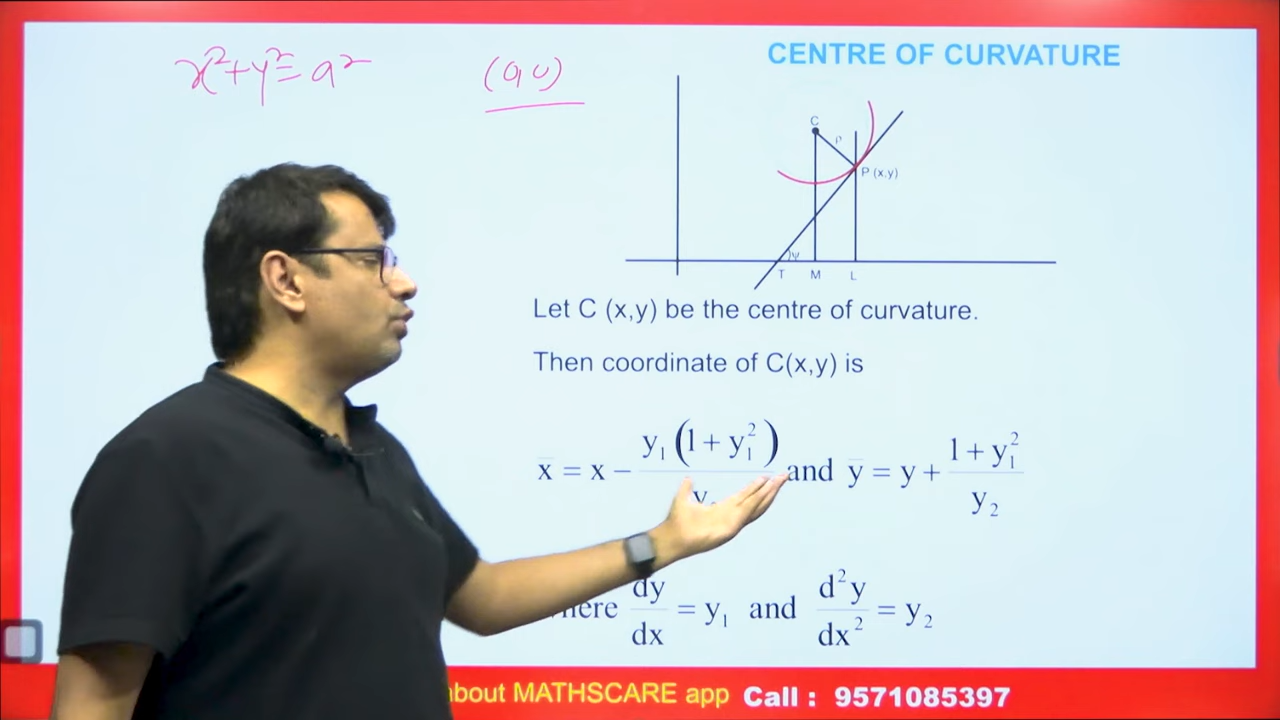 x²+y²=a²
(a, 0)
CENTRE OF CURVATURE
C
ρ
P (x,y)
ψ
T M L
Let C (x,y) be the centre of curvature.
Then coordinate of C(x,y) is
x̄ = x − y₁(1 + y₁²) and ȳ = y + (1 + y₁²)/y₂
dy/dx = y₁ and d²y/dx² = y₂
about MATHSCARE app Call : 9571085397